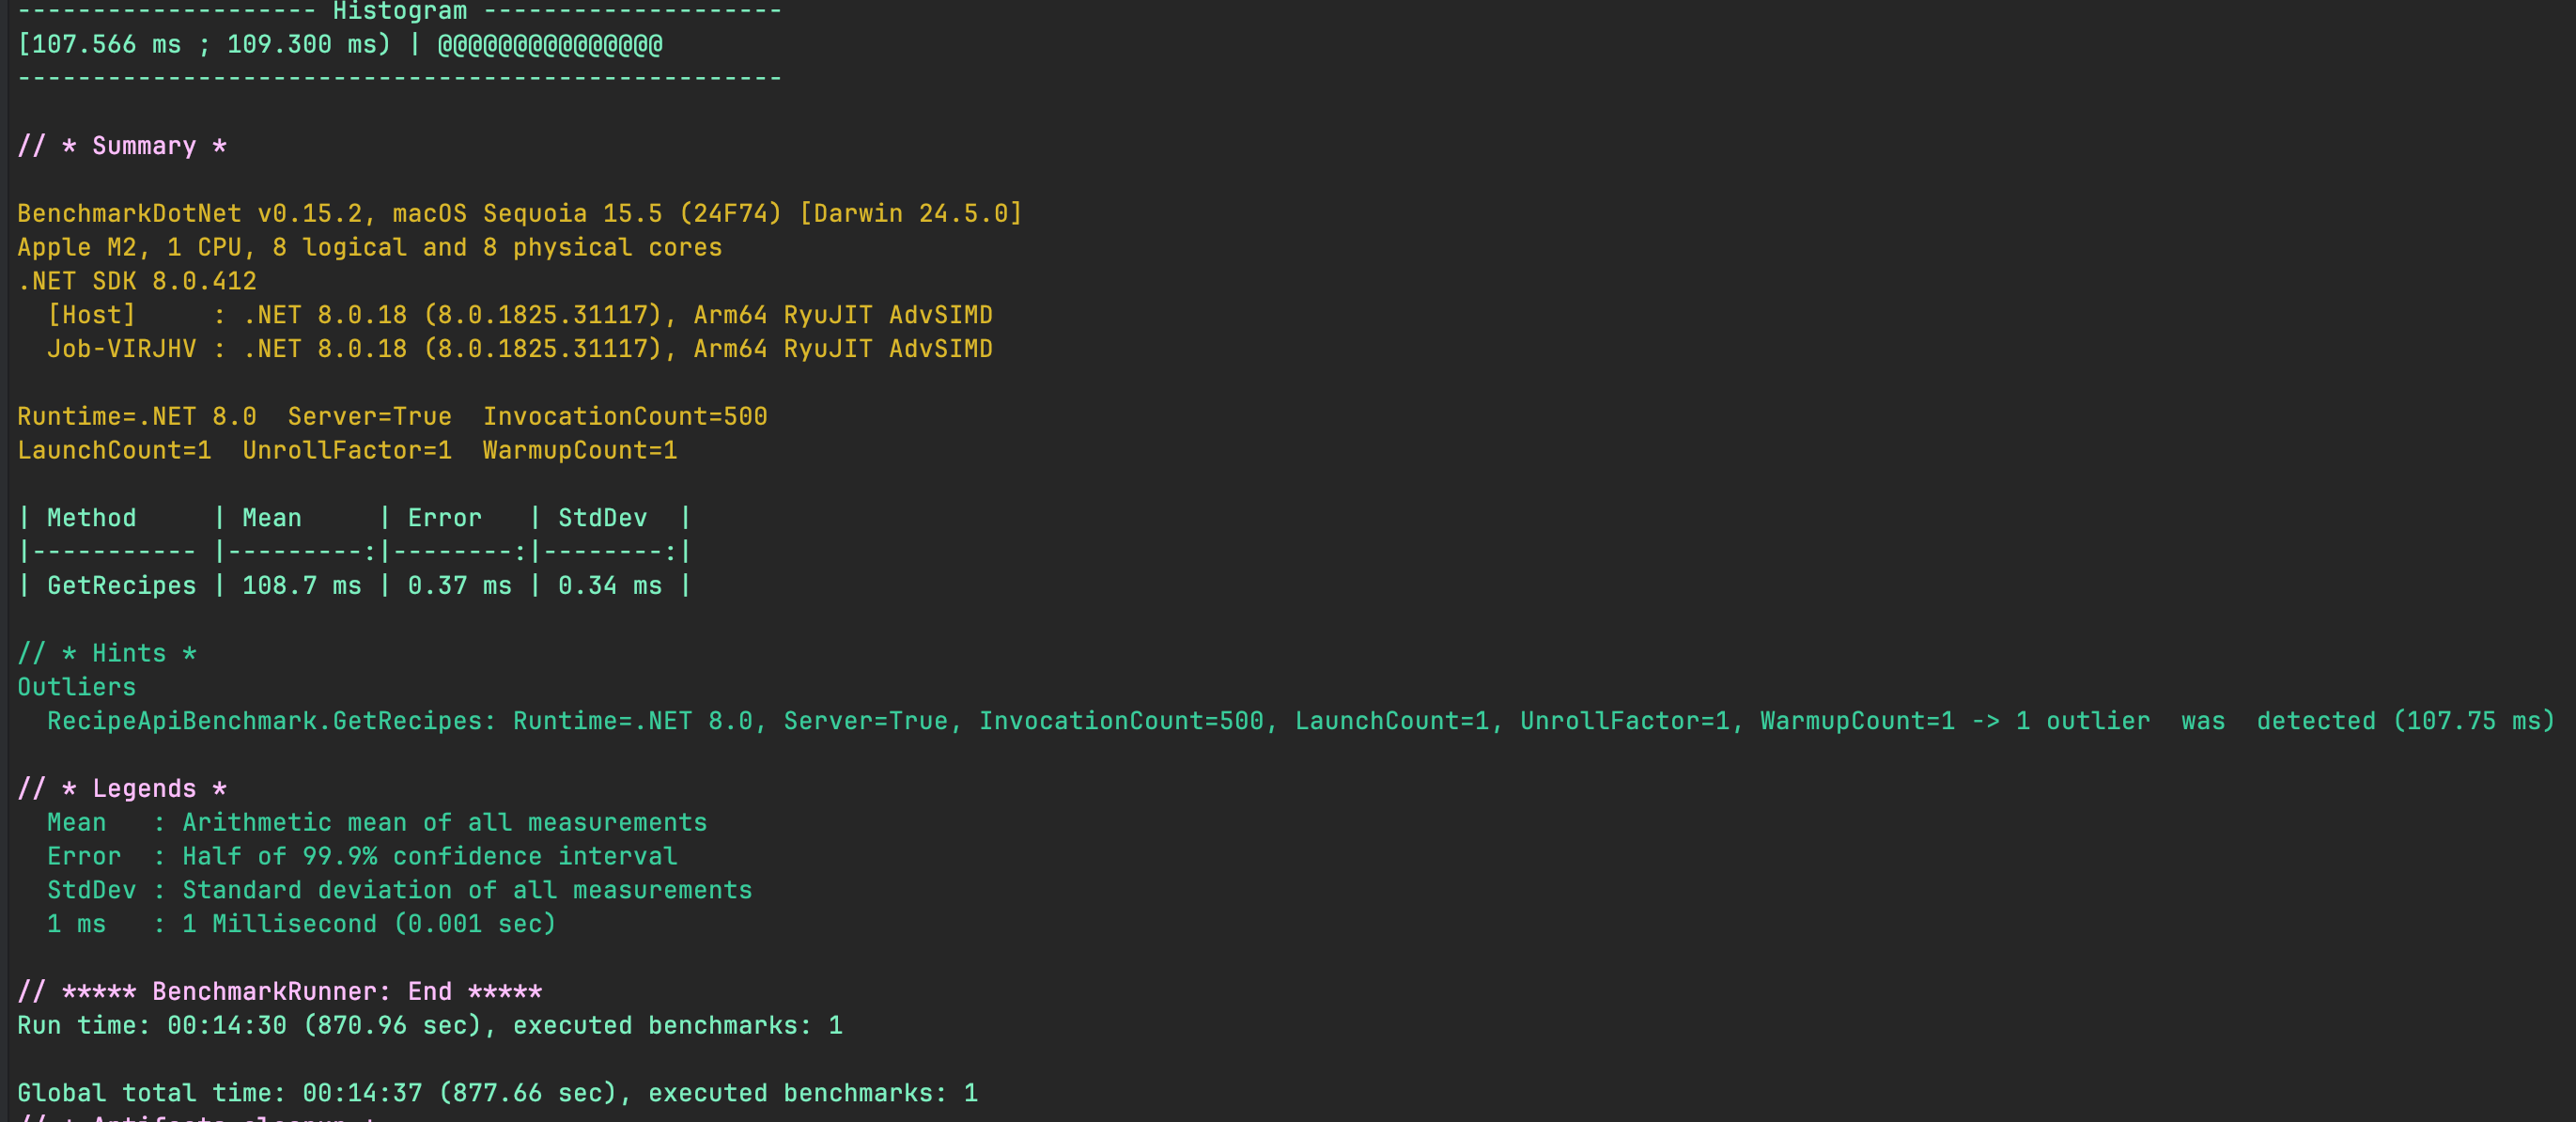 -------------------- Histogram --------------------
[107.566 ms ; 109.300 ms) | @@@@@@@@@@@@@@@
---------------------------------------------------
// * Summary *
BenchmarkDotNet v0.15.2, macOS Sequoia 15.5 (24F74) [Darwin 24.5.0]
Apple M2, 1 CPU, 8 logical and 8 physical cores
.NET SDK 8.0.412
  [Host]     : .NET 8.0.18 (8.0.1825.31117), Arm64 RyuJIT AdvSIMD
  Job-VIRJHV : .NET 8.0.18 (8.0.1825.31117), Arm64 RyuJIT AdvSIMD
Runtime=.NET 8.0  Server=True  InvocationCount=500
LaunchCount=1  UnrollFactor=1  WarmupCount=1
| Method     | Mean     | Error   | StdDev  |
|----------- |---------:|--------:|--------:|
| GetRecipes | 108.7 ms | 0.37 ms | 0.34 ms |
// * Hints *
Outliers
  RecipeApiBenchmark.GetRecipes: Runtime=.NET 8.0, Server=True, InvocationCount=500, LaunchCount=1, UnrollFactor=1, WarmupCount=1 -> 1 outlier  was  detected (107.75 ms)
// * Legends *
  Mean   : Arithmetic mean of all measurements
  Error  : Half of 99.9% confidence interval
  StdDev : Standard deviation of all measurements
  1 ms   : 1 Millisecond (0.001 sec)
// ***** BenchmarkRunner: End *****
Run time: 00:14:30 (870.96 sec), executed benchmarks: 1
Global total time: 00:14:37 (877.66 sec), executed benchmarks: 1
// * Artifacts cleanup *